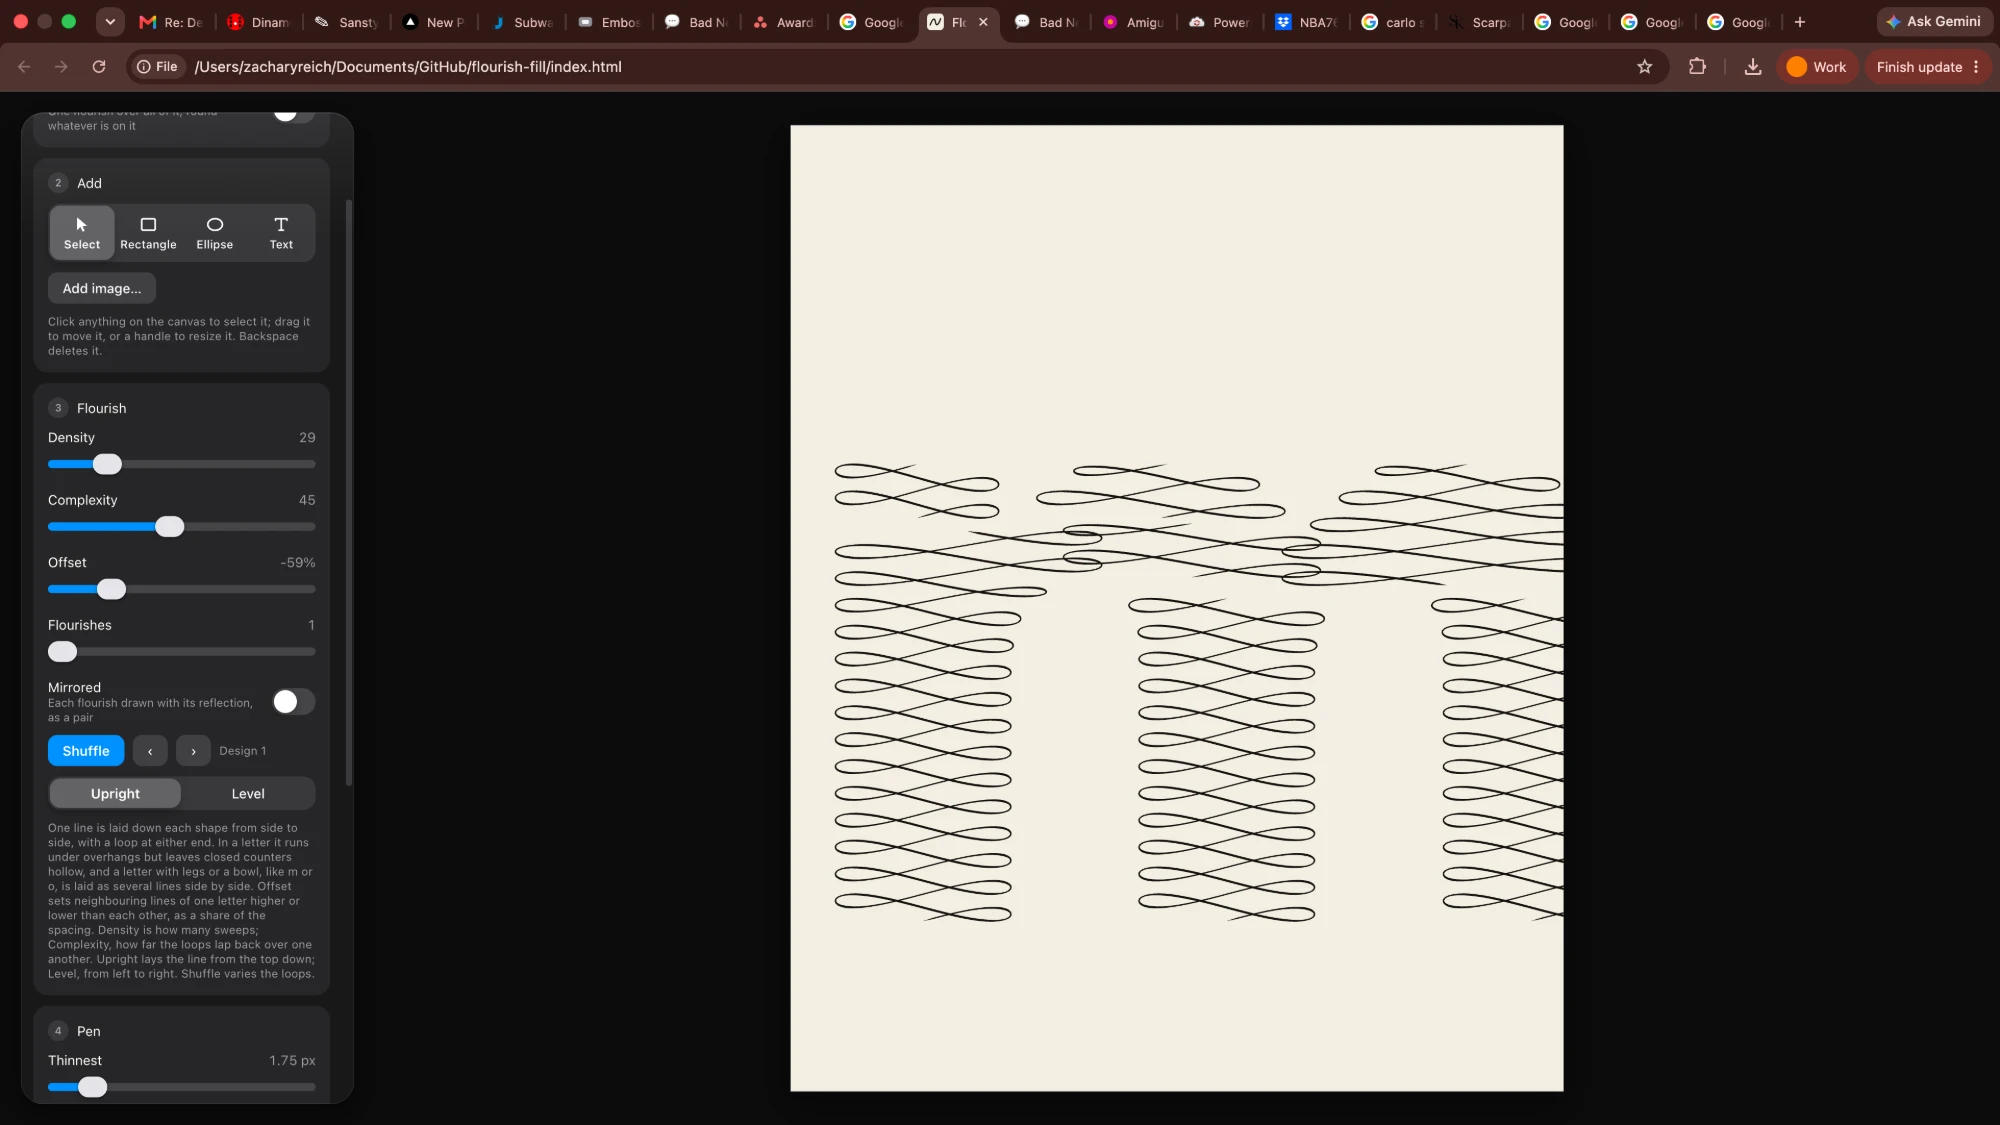 Re: De
Dinam
Sansty
New P
Subwa
Embos
Bad N
Award
Google
Flo
Bad N
Amigu
Power
NBA76
carlo s
Scarpa
Google
Google
Google
Ask Gemini
File
/Users/zacharyreich/Documents/GitHub/flourish-fill/index.html
Work
Finish update
whatever is on it
2 Add
Select
Rectangle
Ellipse
Text
Add image...
Click anything on the canvas to select it; drag it
to move it, or a handle to resize it. Backspace
deletes it.
3 Flourish
Density 29
Complexity 45
Offset -59%
Flourishes 1
Mirrored
Each flourish drawn with its reflection,
as a pair
Shuffle ‹ › Design 1
Upright Level
One line is laid down each shape from side to
side, with a loop at either end. In a letter it runs
under overhangs but leaves closed counters
hollow, and a letter with legs or a bowl, like m or
o, is laid as several lines side by side. Offset
sets neighbouring lines of one letter higher or
lower than each other, as a share of the
spacing. Density is how many sweeps;
Complexity, how far the loops lap back over one
another. Upright lays the line from the top down;
Level, from left to right. Shuffle varies the loops.
4 Pen
Thinnest 1.75 px